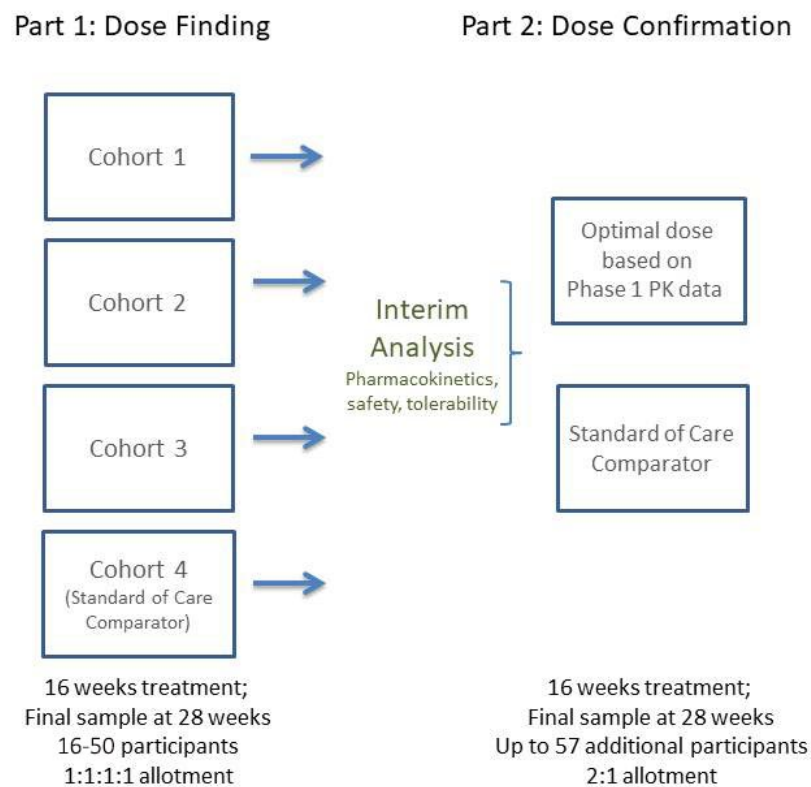 Part 1: Dose Finding
Part 2: Dose Confirmation
Cohort 1
Cohort 2
Cohort 3
Cohort 4
(Standard of Care
Comparator)
Interim
Analysis
Pharmacokinetics,
safety, tolerability
Optimal dose
based on
Phase 1 PK data
Standard of Care
Comparator
16 weeks treatment;
Final sample at 28 weeks
16-50 participants
1:1:1:1 allotment
16 weeks treatment;
Final sample at 28 weeks
Up to 57 additional participants
2:1 allotment